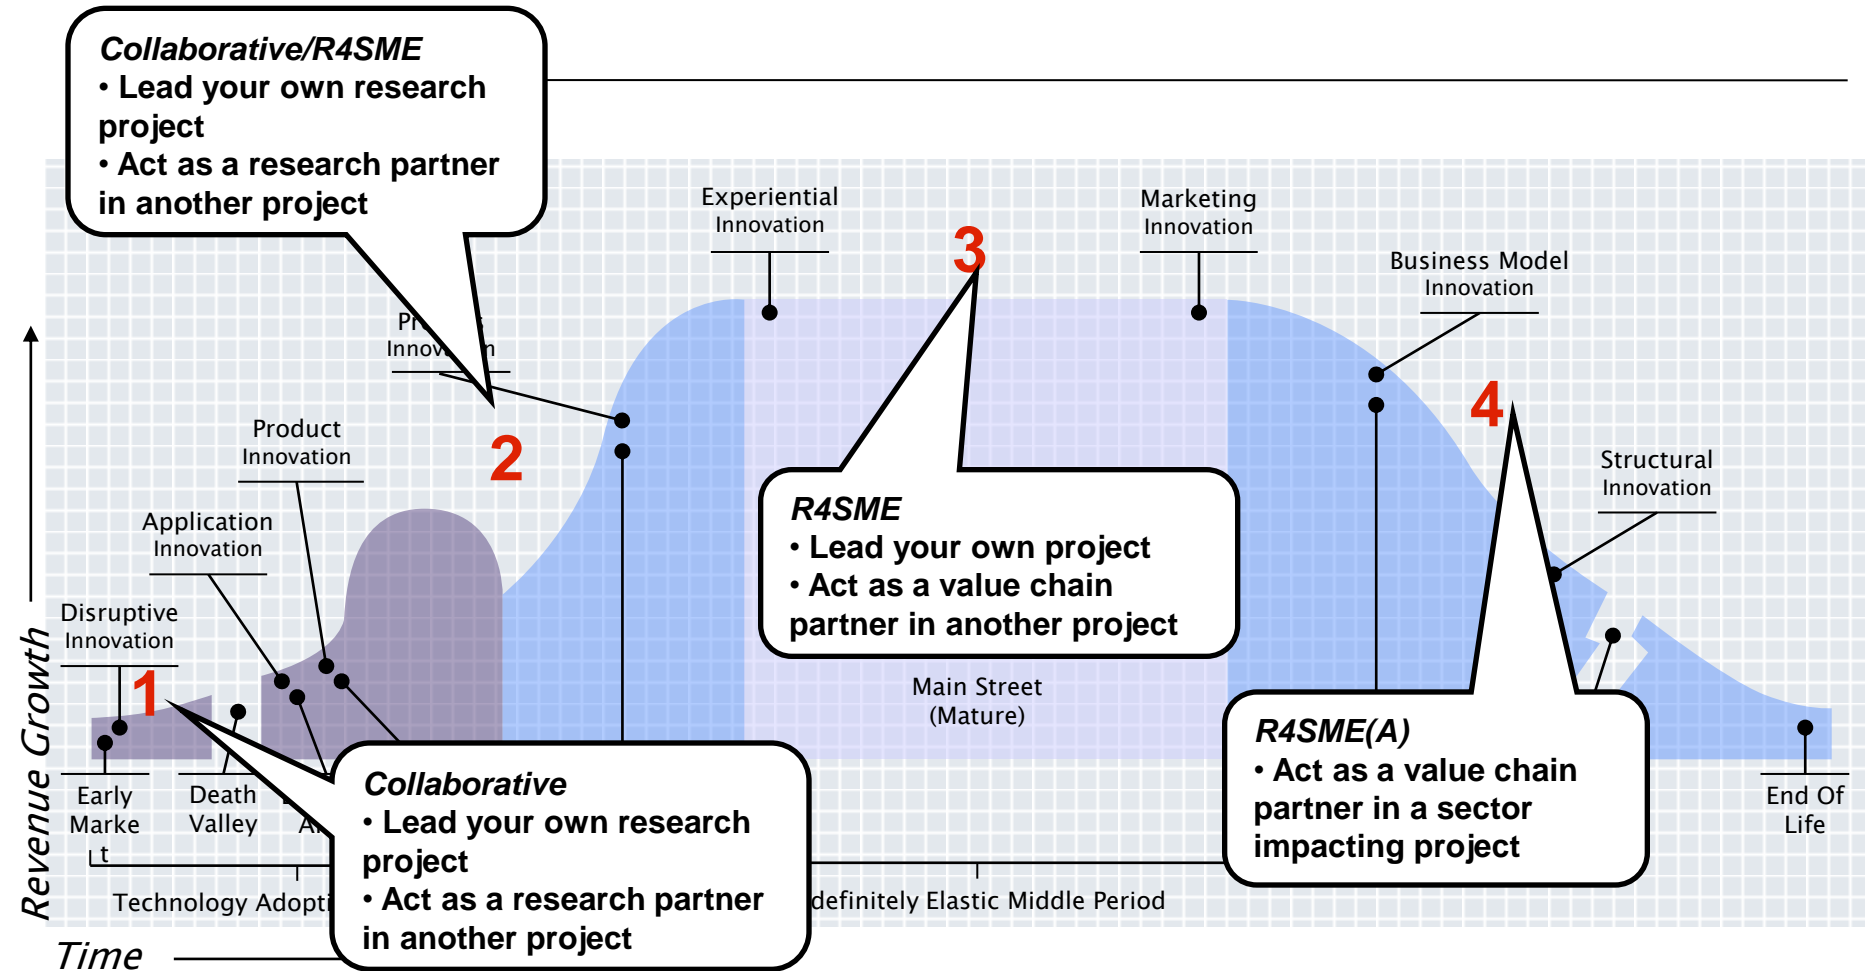 Collaborative/R4SME
• Lead your own research
project
• Act as a research partner
in another project
Experiential
Innovation
3
Marketing
Innovation
Business Model
Innovation
Innovation
4
2
Product
Innovation
Structural
Innovation
Application
Innovation
R4SME
• Lead your own project
• Act as a value chain
partner in another project
Disruptive
Innovation
1
Main Street
(Mature)
R4SME(A)
• Act as a value chain
partner in a sector
impacting project
Collaborative
• Lead your own research
project
• Act as a research partner
in another project
Early
Marke
t
Death
Valley
End Of
Life
Technology Adopti
definitely Elastic Middle Period
Revenue Growth
Time